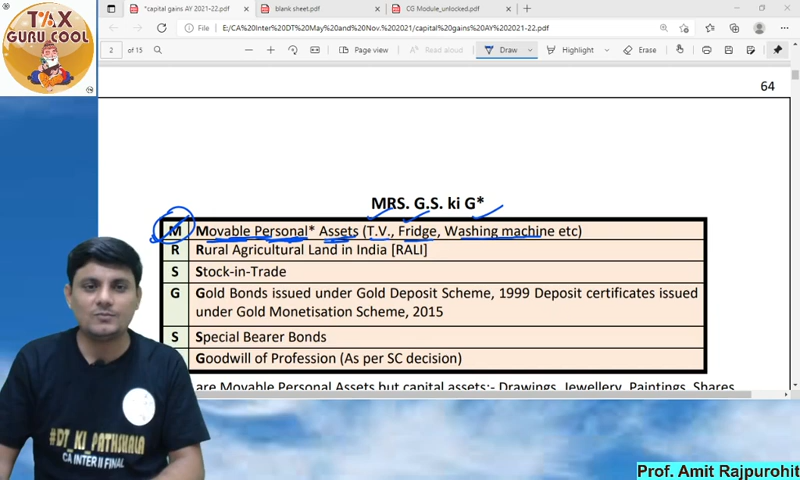 TAX
GURU COOL
*capital gains AY 2021-22.pdf
blank sheet.pdf
CG Module_unlocked.pdf
File
E:/CA%20Inter%20DT%20May%20and%20Nov.%202021/capital%20gains%20AY%202021-22.pdf
2 of 15
Page view
Read aloud
Draw
Highlight
Erase
64
MRS. G.S. ki G*
M Movable Personal* Assets (T.V., Fridge, Washing machine etc)
R Rural Agricultural Land in India [RALI]
S Stock-in-Trade
G Gold Bonds issued under Gold Deposit Scheme, 1999 Deposit certificates issued
under Gold Monetisation Scheme, 2015
S Special Bearer Bonds
Goodwill of Profession (As per SC decision)
are Movable Personal Assets but capital assets:- Drawings, Jewellery, Paintings, Shares
#DT KI PATHSHALA
CA INTER II FINAL
Prof. Amit Rajpurohit